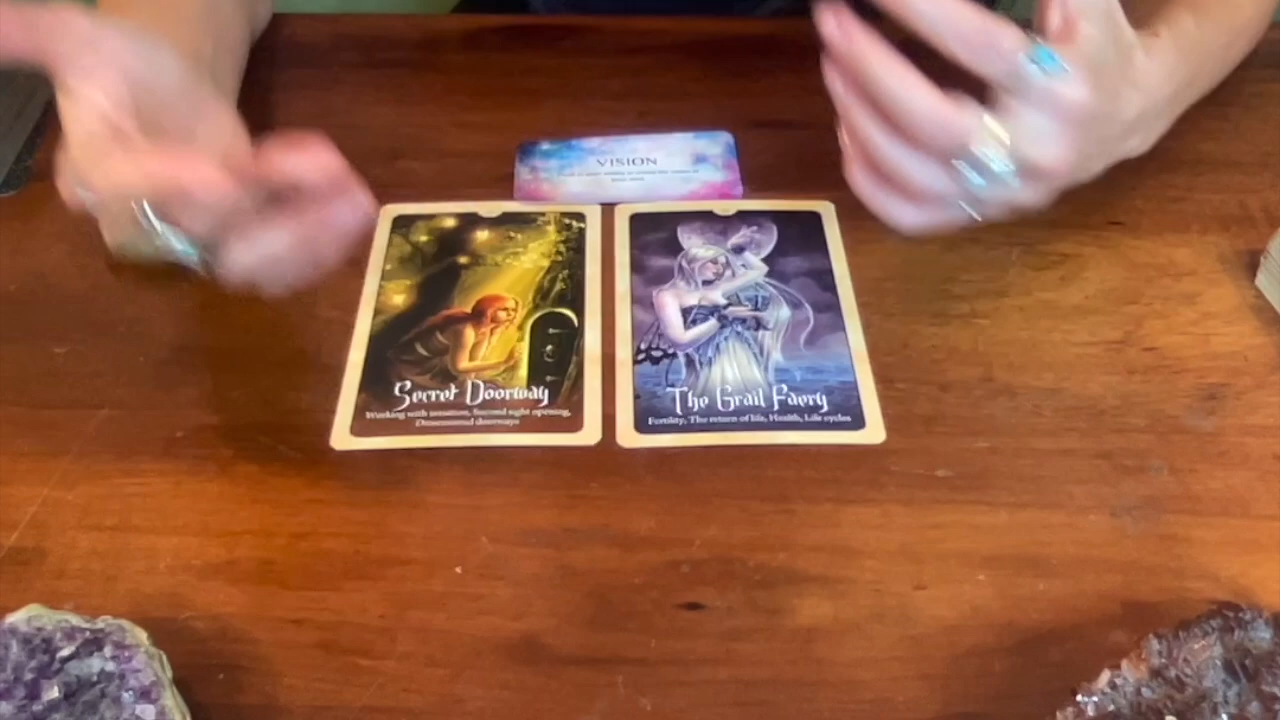 VISION
Secret Doorway
Working with intuition, Second sight opening,
Dimensional doorways
The Grail Faery
Fertility, The return of life, Health, Life cycles